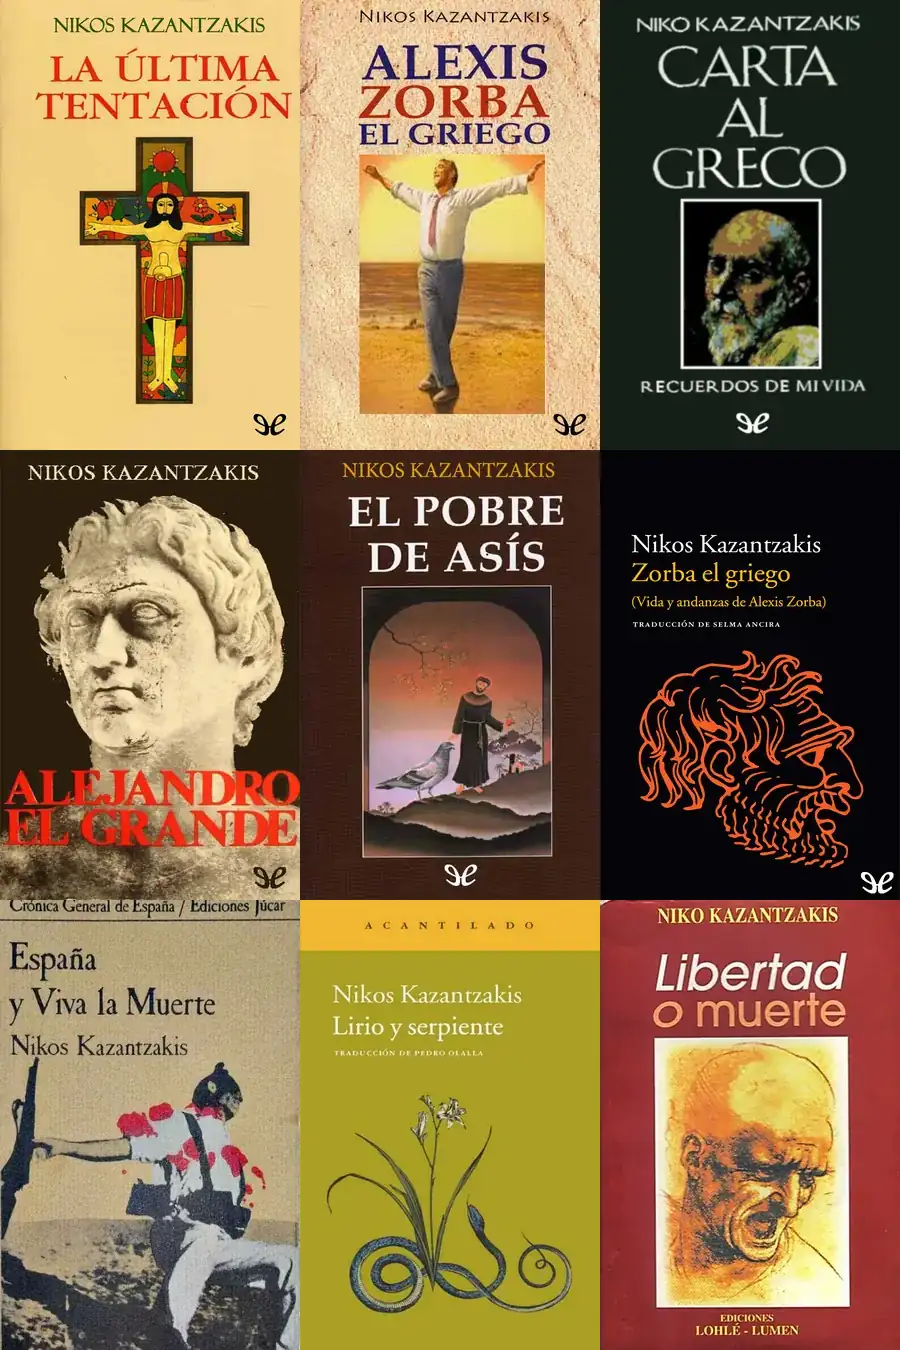 NIKOS KAZANTZAKIS
LA ÚLTIMA
TENTACIÓN
NIKOS KAZANTZAKIS
ALEXIS
ZORBA
EL GRIEGO
NIKO KAZANTZAKIS
CARTA
AL
GRECO
RECUERDOS DE MI VIDA
NIKOS KAZANTZAKIS
ALEJANDRO
EL GRANDE
NIKOS KAZANTZAKIS
EL POBRE
DE ASÍS
Nikos Kazantzakis
Zorba el griego
(Vida y andanzas de Alexis Zorba)
TRADUCCIÓN DE SELMA ANCIRA
Crónica General de España / Ediciones Júcar
España
y Viva la Muerte
Nikos Kazantzakis
ACANTILADO
Nikos Kazantzakis
Lirio y serpiente
TRADUCCIÓN DE PEDRO OLALLA
NIKO KAZANTZAKIS
Libertad
o muerte
EDICIONES
LOHLÉ - LUMEN